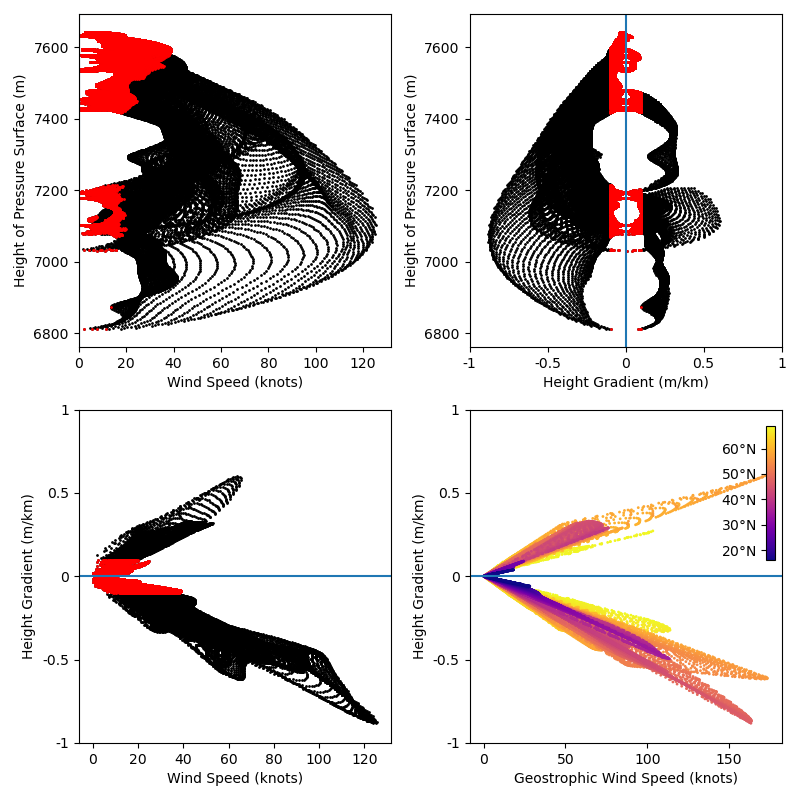 7600
7400
7200
7000
6800
Height of Pressure Surface (m)
0 20 40 60 80 100 120
Wind Speed (knots)
7600
7400
7200
7000
6800
Height of Pressure Surface (m)
-1 -0.5 0 0.5 1
Height Gradient (m/km)
1
0.5
0
-0.5
-1
Height Gradient (m/km)
0 20 40 60 80 100 120
Wind Speed (knots)
1
0.5
0
-0.5
-1
Height Gradient (m/km)
60°N
50°N
40°N
30°N
20°N
0 50 100 150
Geostrophic Wind Speed (knots)